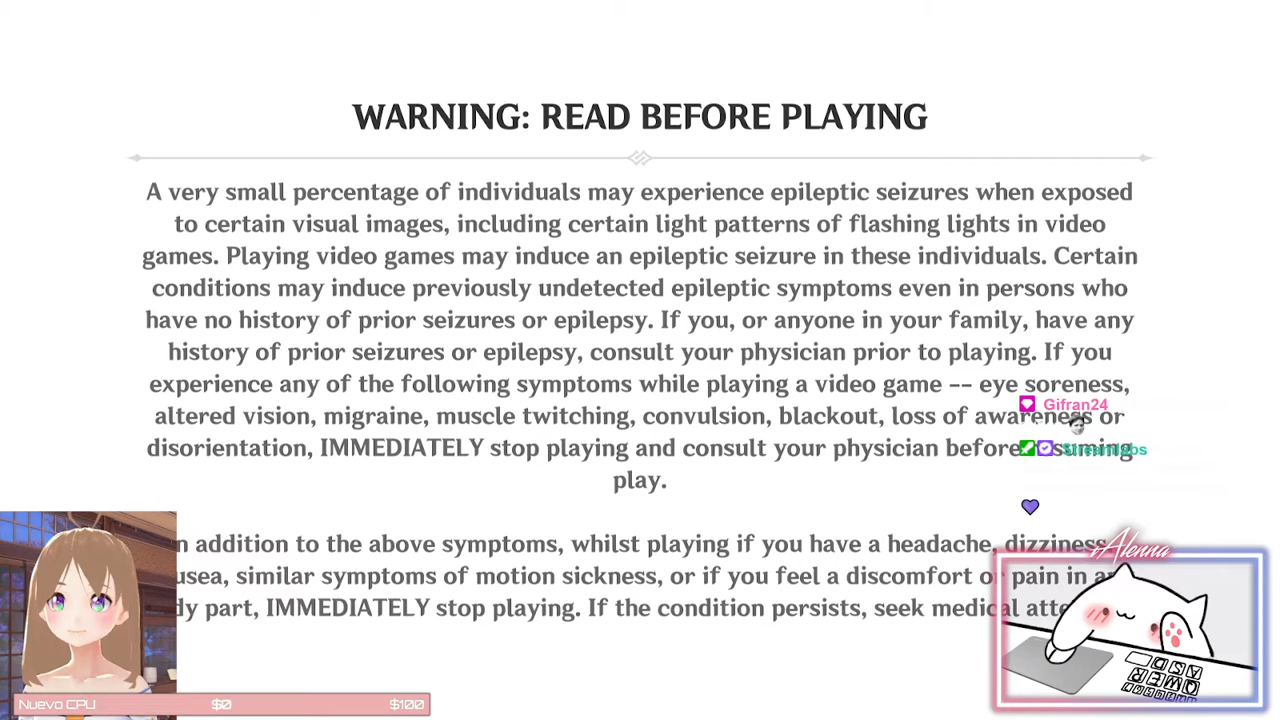 WARNING: READ BEFORE PLAYING
A very small percentage of individuals may experience epileptic seizures when exposed
to certain visual images, including certain light patterns of flashing lights in video
games. Playing video games may induce an epileptic seizure in these individuals. Certain
conditions may induce previously undetected epileptic symptoms even in persons who
have no history of prior seizures or epilepsy. If you, or anyone in your family, have any
history of prior seizures or epilepsy, consult your physician prior to playing. If you
experience any of the following symptoms while playing a video game -- eye soreness,
altered vision, migraine, muscle twitching, convulsion, blackout, loss of awareness or
disorientation, IMMEDIATELY stop playing and consult your physician before
play.
Gifran24
Streamlabs
addition to the above symptoms, whilst playing if you have a headache, dizziness
similar symptoms of motion sickness, or if you feel a discomfort or pain in
part, IMMEDIATELY stop playing. If the condition persists, seek medical
rAlenna
Nuevo CPU $0 $100
A S D
Q W E R